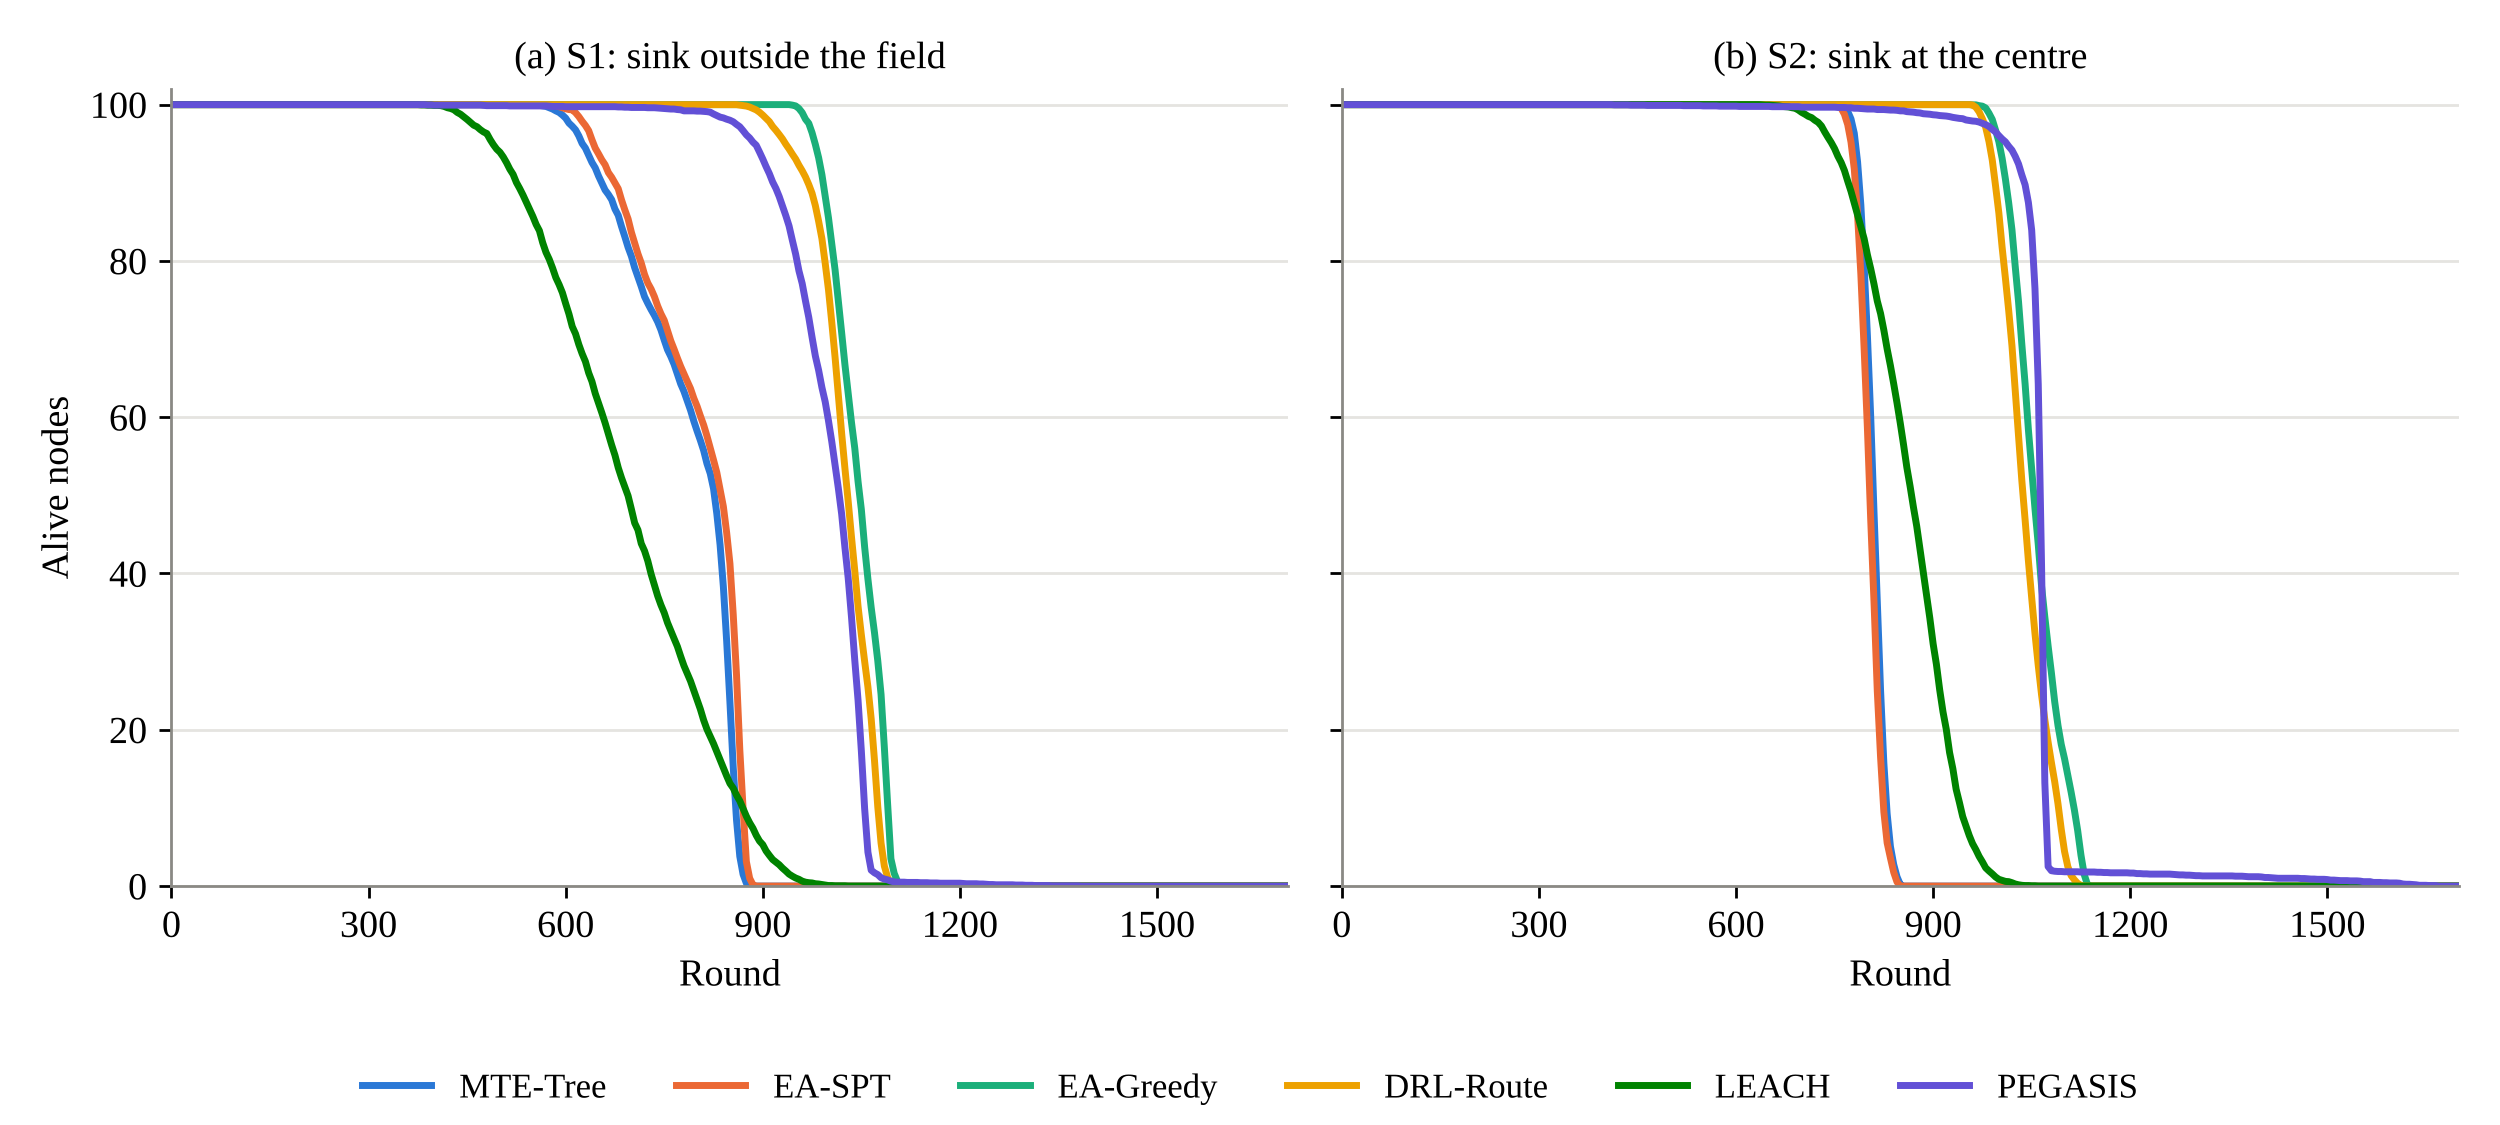 (a) S1: sink outside the field
(b) S2: sink at the centre
Alive nodes
100
80
60
40
20
0
0 300 600 900 1200 1500
0 300 600 900 1200 1500
Round
Round
MTE-Tree EA-SPT EA-Greedy DRL-Route LEACH PEGASIS